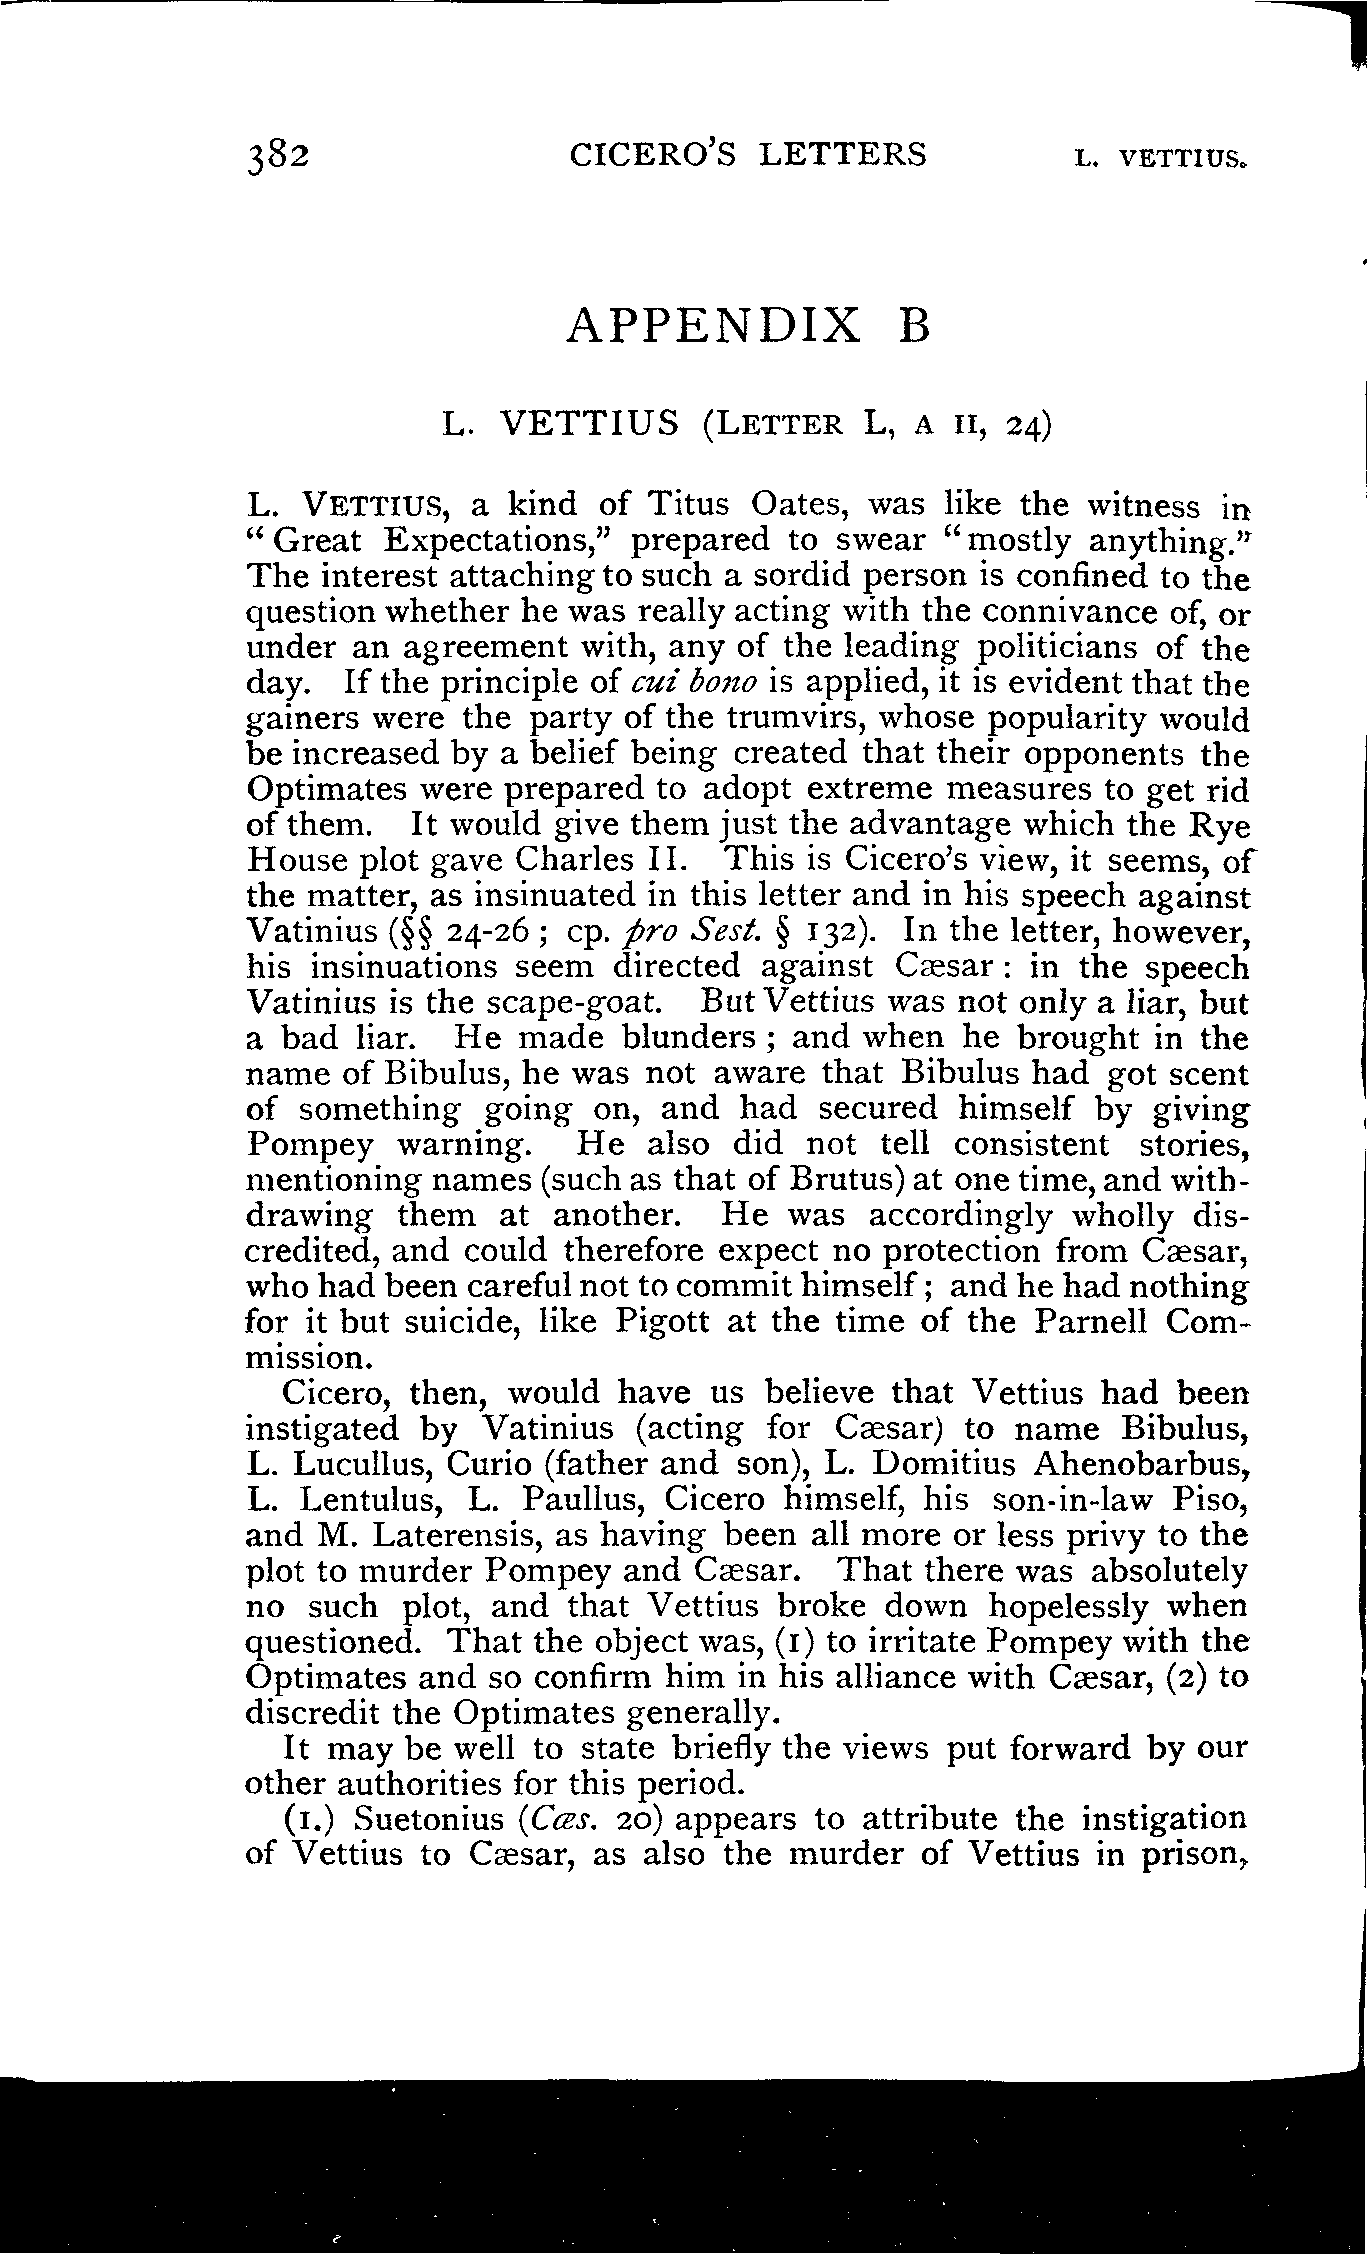 382 CICERO'S LETTERS L. VETTIUS.
APPENDIX B
L. VETTIUS (LETTER L, A II, 24)
L. VETTIUS, a kind of Titus Oates, was like the witness in
“Great Expectations,” prepared to swear “mostly anything.”
The interest attaching to such a sordid person is confined to the
question whether he was really acting with the connivance of, or
under an agreement with, any of the leading politicians of the
day. If the principle of cui bono is applied, it is evident that the
gainers were the party of the trumvirs, whose popularity would
be increased by a belief being created that their opponents the
Optimates were prepared to adopt extreme measures to get rid
of them. It would give them just the advantage which the Rye
House plot gave Charles II. This is Cicero's view, it seems, of
the matter, as insinuated in this letter and in his speech against
Vatinius (§§ 24-26 ; cp. pro Sest. § 132). In the letter, however,
his insinuations seem directed against Cæsar : in the speech
Vatinius is the scape-goat. But Vettius was not only a liar, but
a bad liar. He made blunders ; and when he brought in the
name of Bibulus, he was not aware that Bibulus had got scent
of something going on, and had secured himself by giving
Pompey warning. He also did not tell consistent stories,
mentioning names (such as that of Brutus) at one time, and with-
drawing them at another. He was accordingly wholly dis-
credited, and could therefore expect no protection from Cæsar,
who had been careful not to commit himself ; and he had nothing
for it but suicide, like Pigott at the time of the Parnell Com-
mission.
Cicero, then, would have us believe that Vettius had been
instigated by Vatinius (acting for Cæsar) to name Bibulus,
L. Lucullus, Curio (father and son), L. Domitius Ahenobarbus,
L. Lentulus, L. Paullus, Cicero himself, his son-in-law Piso,
and M. Laterensis, as having been all more or less privy to the
plot to murder Pompey and Cæsar. That there was absolutely
no such plot, and that Vettius broke down hopelessly when
questioned. That the object was, (1) to irritate Pompey with the
Optimates and so confirm him in his alliance with Cæsar, (2) to
discredit the Optimates generally.
It may be well to state briefly the views put forward by our
other authorities for this period.
(1.) Suetonius (Cæs. 20) appears to attribute the instigation
of Vettius to Cæsar, as also the murder of Vettius in prison,